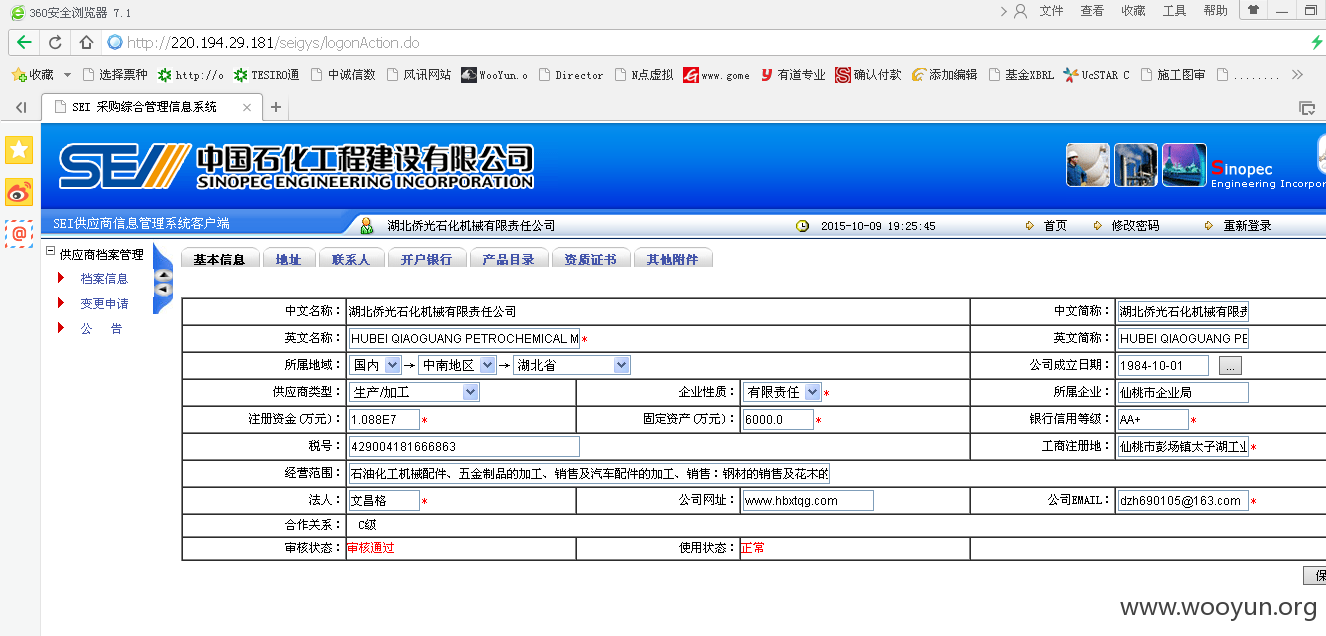 360安全浏览器 7.1 文件 查看 收藏 工具 帮助
http://220.194.29.181/seigys/logonAction.do
收藏 选择票种 http://o TESIRO通 中诚信数 风讯网站 WooYun.o Director N点虚拟 www.gome 有道专业 确认付款 添加编辑 基金XBRL UcSTAR C 施工图审 ........
SEI 采购综合管理信息系统
SEI 中国石化工程建设有限公司
SINOPEC ENGINEERING INCORPORATION
Sinopec
Engineering Incorpor
SEI供应商信息管理系统客户端 湖北侨光石化机械有限责任公司 2015-10-09 19:25:45 首页 修改密码 重新登录
供应商档案管理
档案信息
变更申请
公 告
基本信息 地址 联系人 开户银行 产品目录 资质证书 其他附件
中文名称： 湖北侨光石化机械有限责任公司 中文简称： 湖北侨光石化机械有限责
英文名称： HUBEI QIAOGUANG PETROCHEMICAL M * 英文简称： HUBEI QIAOGUANG PE
所属地域： 国内 → 中南地区 → 湖北省 公司成立日期： 1984-10-01 ...
供应商类型： 生产/加工 企业性质： 有限责任 * 所属企业： 仙桃市企业局
注册资金(万元)： 1.088E7 * 固定资产(万元)： 6000.0 * 银行信用等级： AA+ *
税号： 429004181666863 工商注册地： 仙桃市彭场镇太子湖工业 *
经营范围： 石油化工机械配件、五金制品的加工、销售及汽车配件的加工、销售；钢材的销售及花木的
法人： 文昌格 * 公司网址： www.hbxtqg.com 公司EMAIL： dzh690105@163.com *
合作关系： C级
审核状态： 审核通过 使用状态： 正常
保
www.wooyun.org